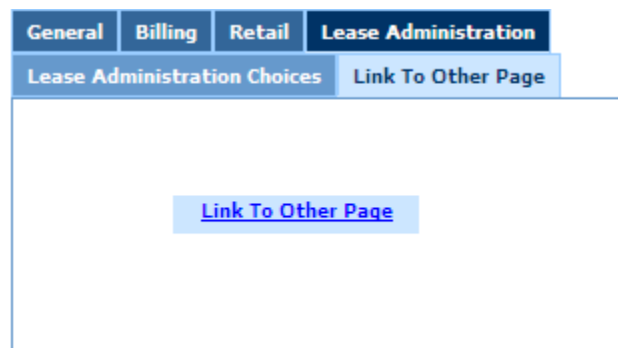 General Billing Retail Lease Administration
Lease Administration Choices Link To Other Page
Link To Other Page